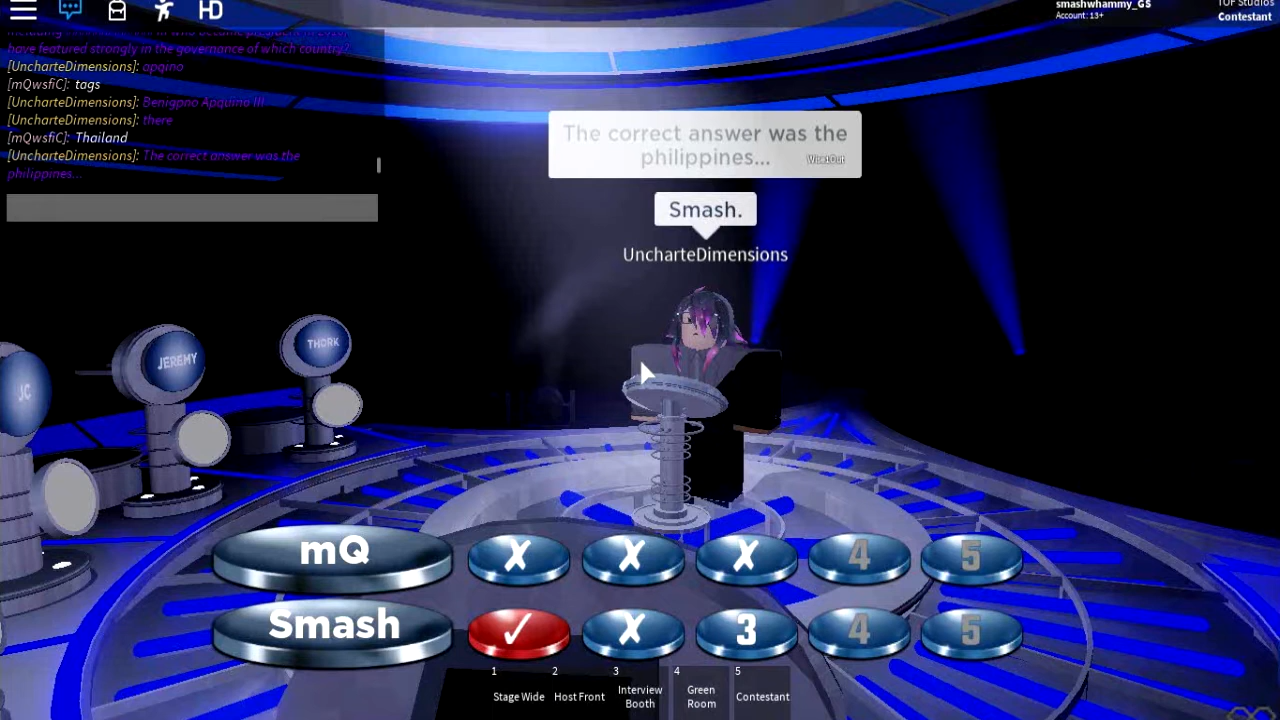 HD
smashwhammy_GS
Account: 13+
TOF Studios
Contestant
have featured strongly in the governance of which country?
[UncharteDimensions]: apqino
[mQwsfiC]: tags
[UncharteDimensions]: Benigpno Apquino III
[UncharteDimensions]: there
[mQwsfiC]: Thailand
[UncharteDimensions]: The correct answer was the
philippines...
The correct answer was the
philippines...
Smash.
UncharteDimensions
JC
JEREMY
THORK
mQ X X X 4 5
Smash ✓ X 3 4 5
1 Stage Wide
2 Host Front
3 Interview
Booth
4 Green
Room
5 Contestant